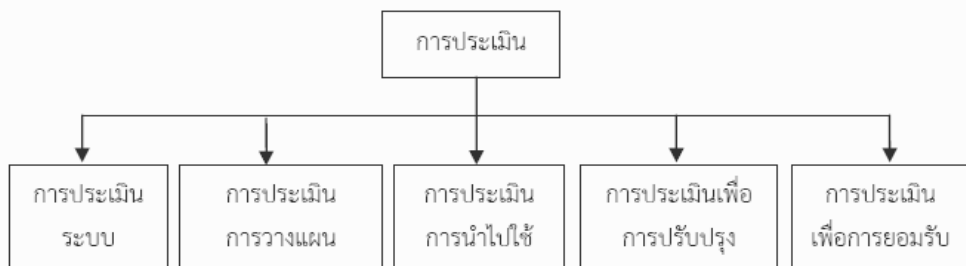 การประเมิน
การประเมิน
ระบบ
การประเมิน
การวางแผน
การประเมิน
การนำไปใช้
การประเมินเพื่อ
การปรับปรุง
การประเมิน
เพื่อการยอมรับ